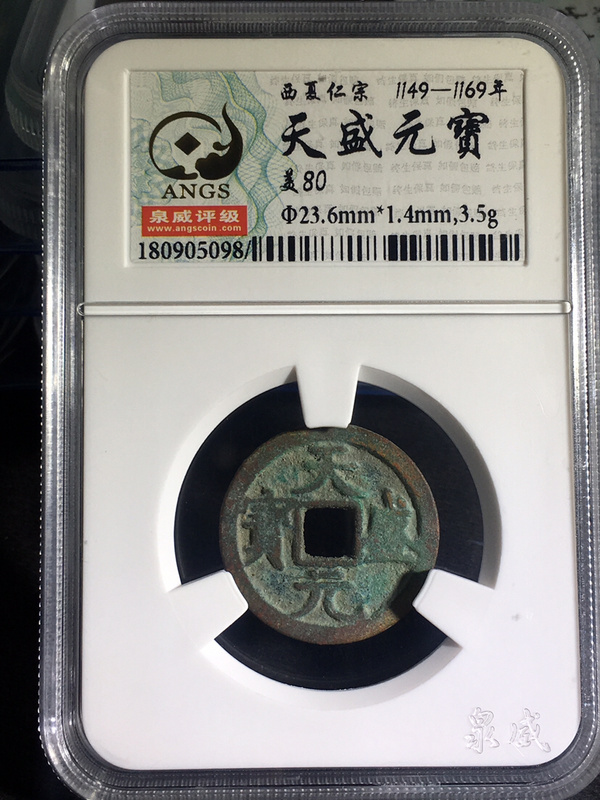 西夏仁宗 1149—1169年
天盛元寶
美80
Φ23.6mm*1.4mm,3.5g
ANGS
泉威评级
www.angscoin.com
180905098/
天
寶 盛
元
泉威